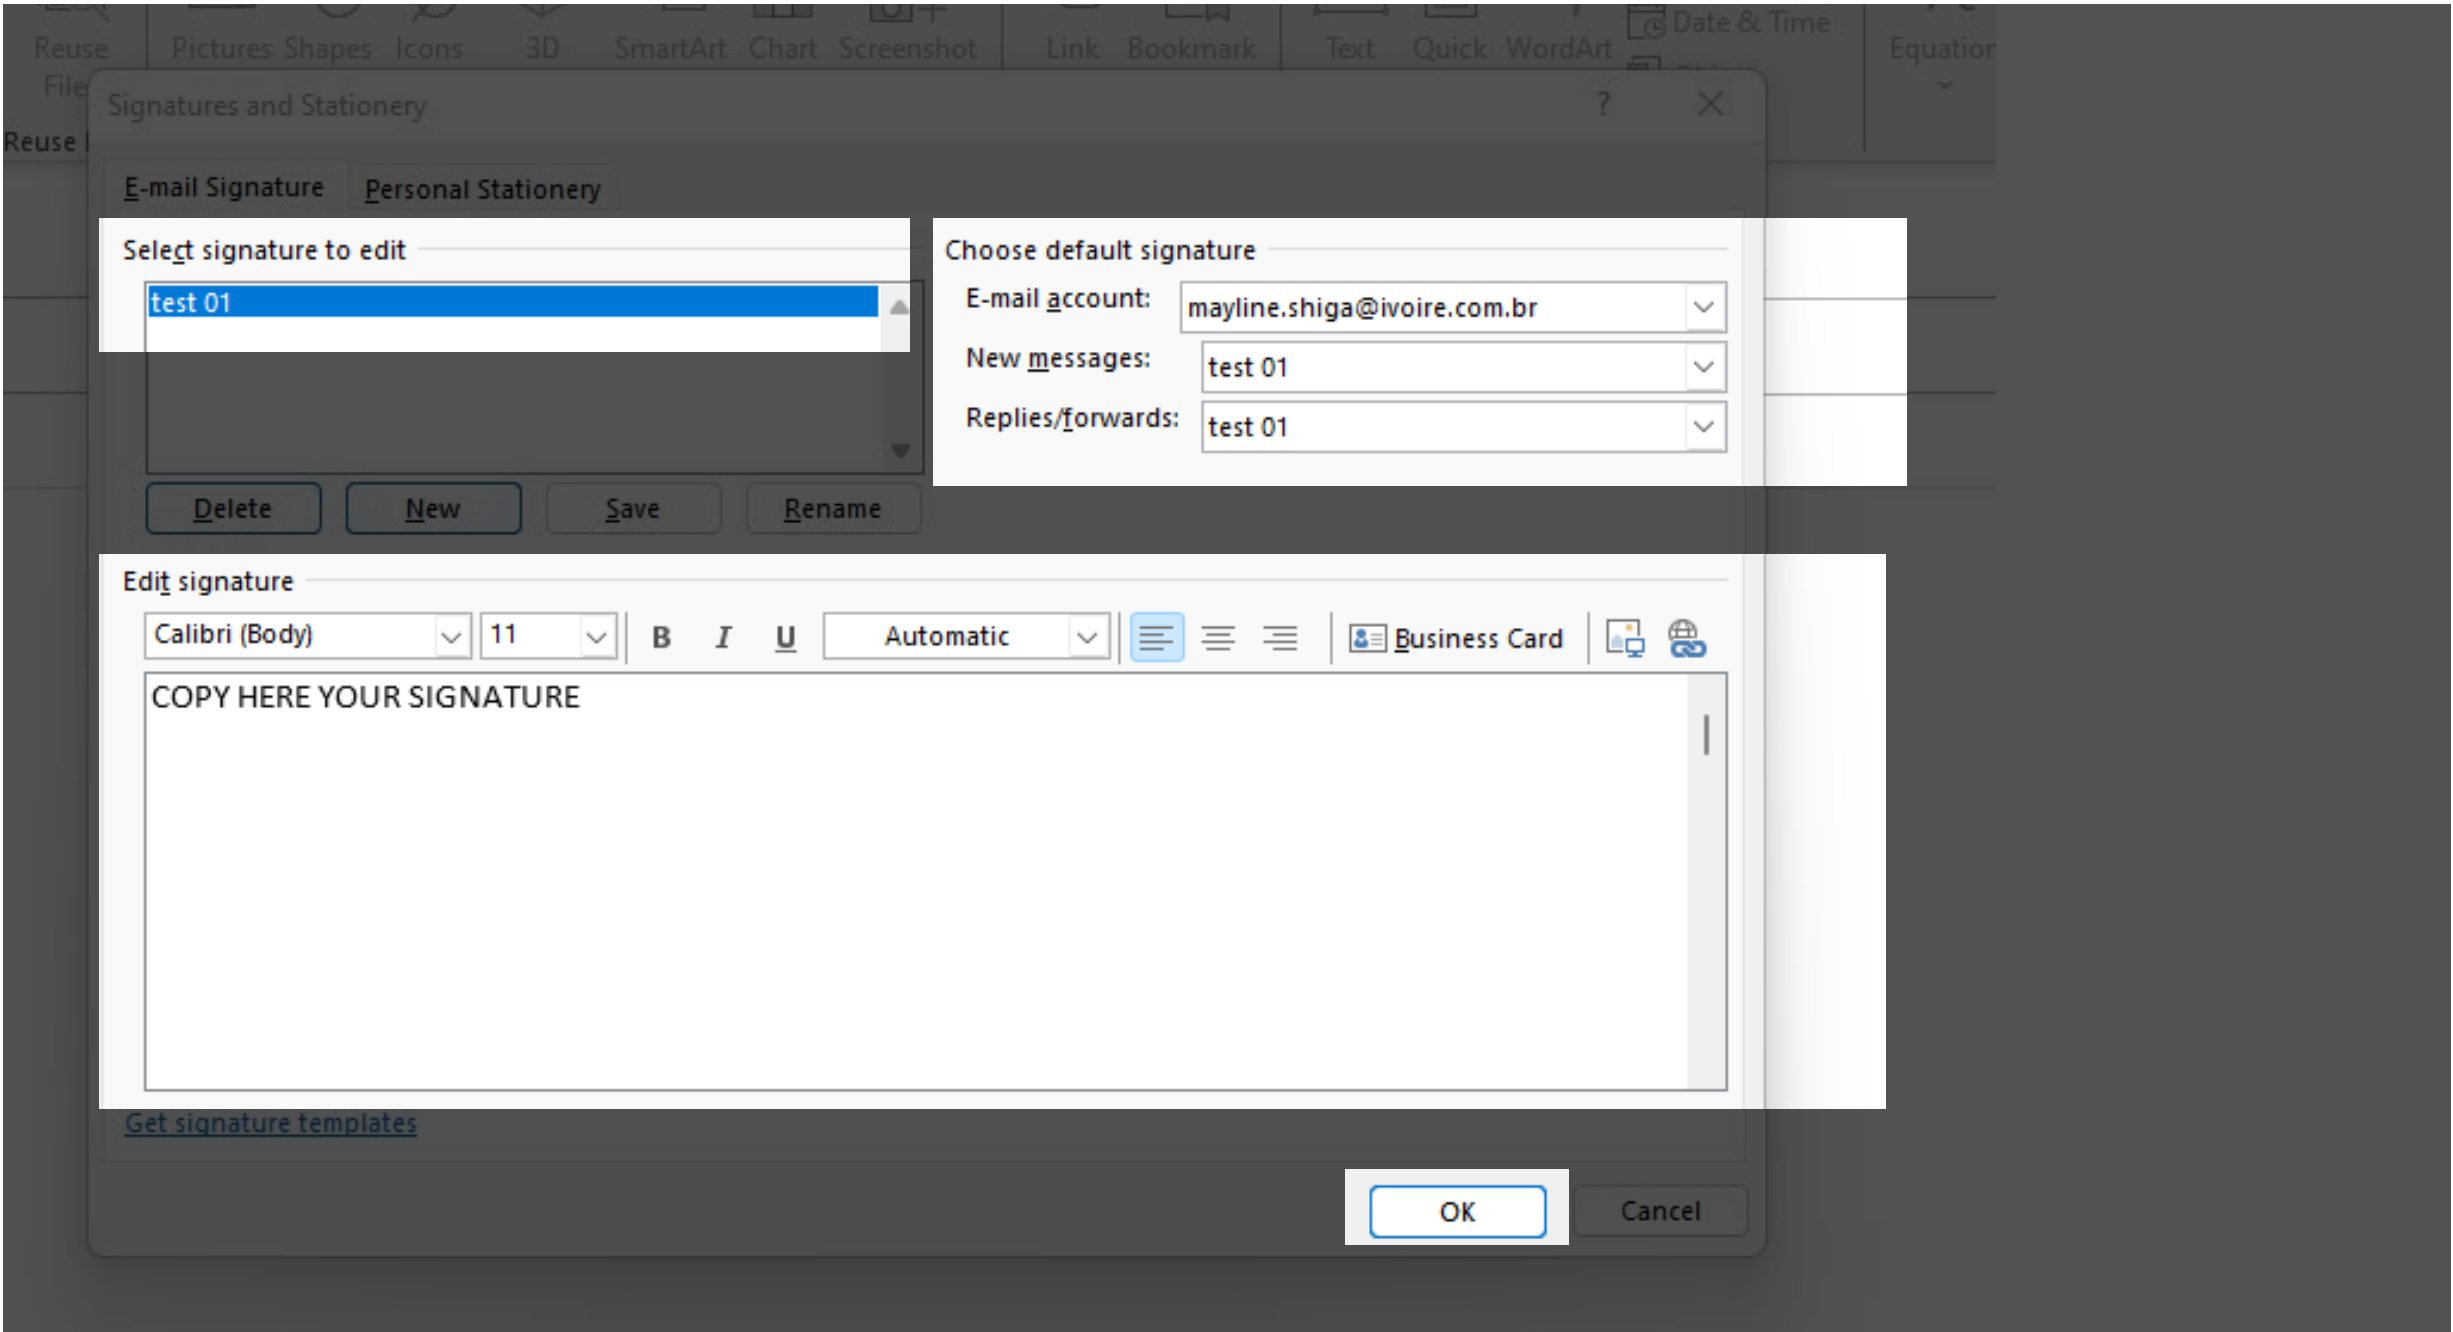 Reuse Pictures Shapes Icons 3D SmartArt Chart Screenshot Link Bookmark Text Quick WordArt Date & Time Equation
File
Reuse
Signatures and Stationery ?
E-mail Signature Personal Stationery
Select signature to edit
test 01
Delete New Save Rename
Choose default signature
E-mail account: mayline.shiga@ivoire.com.br
New messages: test 01
Replies/forwards: test 01
Edit signature
Calibri (Body) 11 B I U Automatic Business Card
COPY HERE YOUR SIGNATURE
Get signature templates
OK Cancel